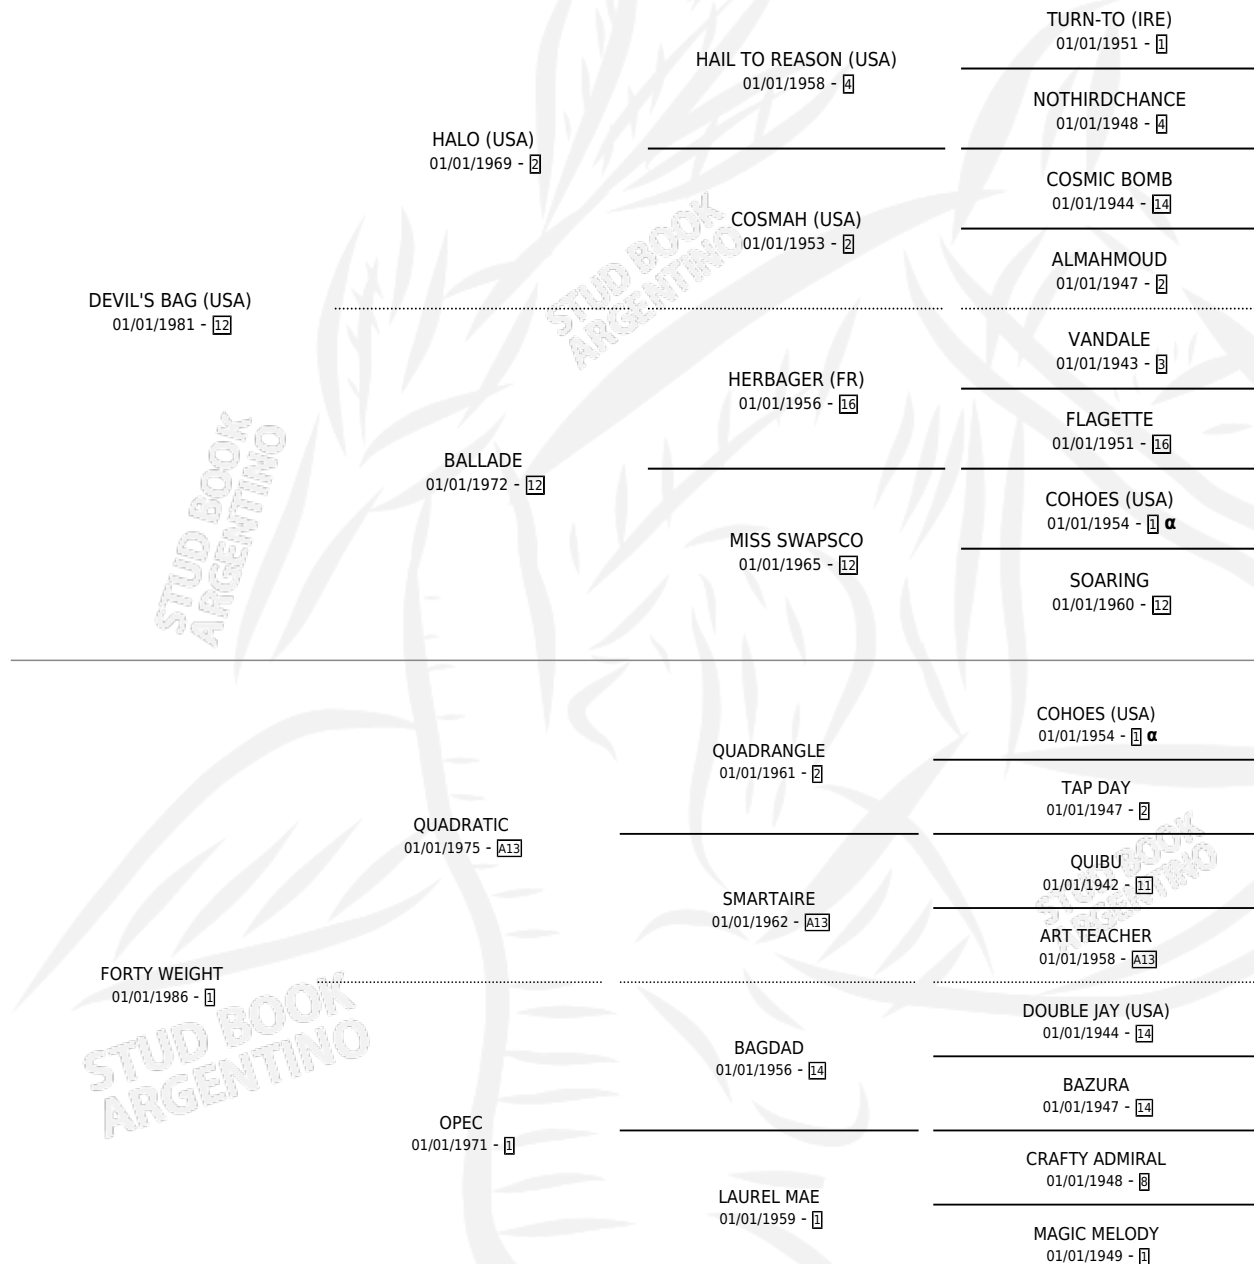 TURN-TO (IRE)
01/01/1951 - 1
HAIL TO REASON (USA)
01/01/1958 - 4
NOTHIRDCHANCE
01/01/1948 - 4
HALO (USA)
01/01/1969 - 2
COSMIC BOMB
01/01/1944 - 14
COSMAH (USA)
01/01/1953 - 2
ALMAHMOUD
01/01/1947 - 2
DEVIL'S BAG (USA)
01/01/1981 - 12
VANDALE
01/01/1943 - 3
HERBAGER (FR)
01/01/1956 - 16
FLAGETTE
01/01/1951 - 16
BALLADE
01/01/1972 - 12
COHOES (USA)
01/01/1954 - 1 α
MISS SWAPSCO
01/01/1965 - 12
SOARING
01/01/1960 - 12
COHOES (USA)
01/01/1954 - 1 α
QUADRANGLE
01/01/1961 - 2
TAP DAY
01/01/1947 - 2
QUADRATIC
01/01/1975 - A13
QUIBU
01/01/1942 - 11
SMARTAIRE
01/01/1962 - A13
ART TEACHER
01/01/1958 - A13
FORTY WEIGHT
01/01/1986 - 1
DOUBLE JAY (USA)
01/01/1944 - 14
BAGDAD
01/01/1956 - 14
BAZURA
01/01/1947 - 14
OPEC
01/01/1971 - 1
CRAFTY ADMIRAL
01/01/1948 - 8
LAUREL MAE
01/01/1959 - 1
MAGIC MELODY
01/01/1949 - 1
STUD BOOK
ARGENTINO
STUD BOOK
ARGENTINO
STUD BOOK
ARGENTINO
STUD BOOK
ARGENTINO